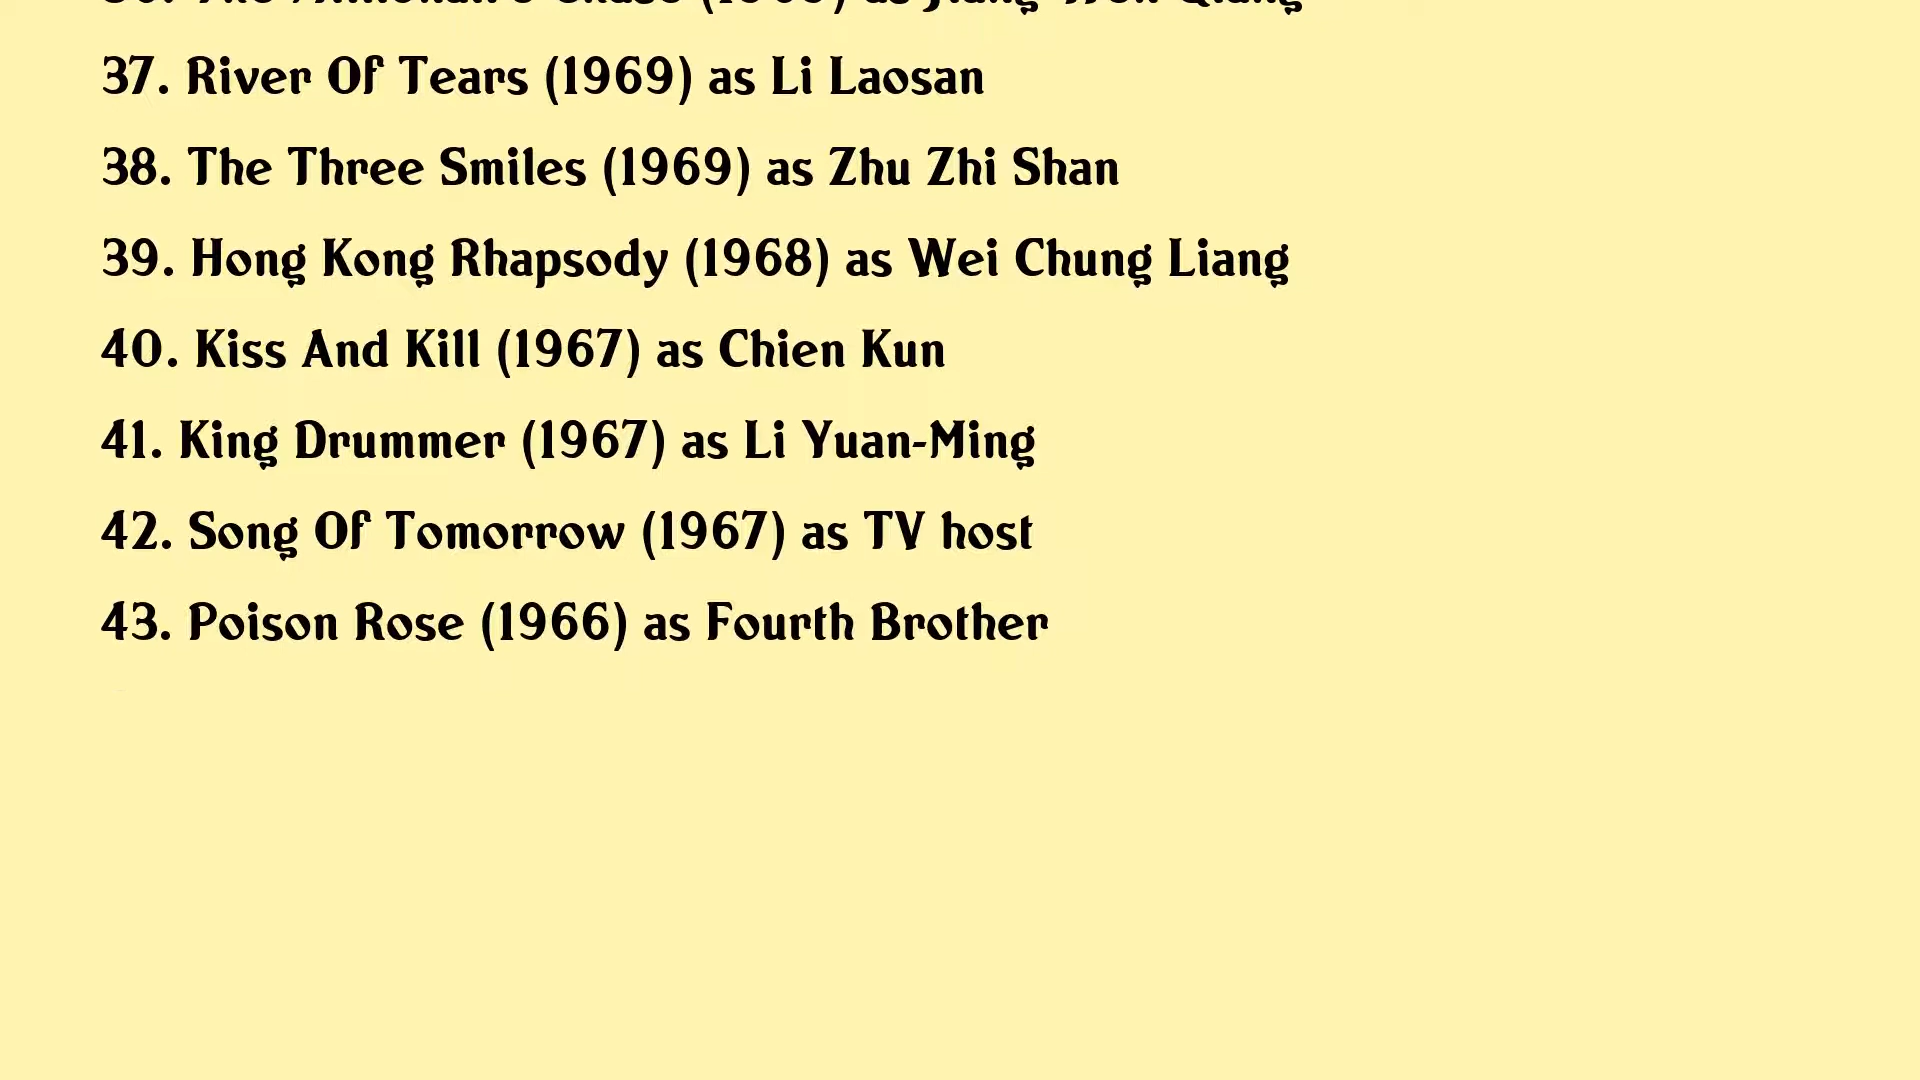 37. River Of Tears (1969) as Li Laosan
38. The Three Smiles (1969) as Zhu Zhi Shan
39. Hong Kong Rhapsody (1968) as Wei Chung Liang
40. Kiss And Kill (1967) as Chien Kun
41. King Drummer (1967) as Li Yuan-Ming
42. Song Of Tomorrow (1967) as TV host
43. Poison Rose (1966) as Fourth Brother